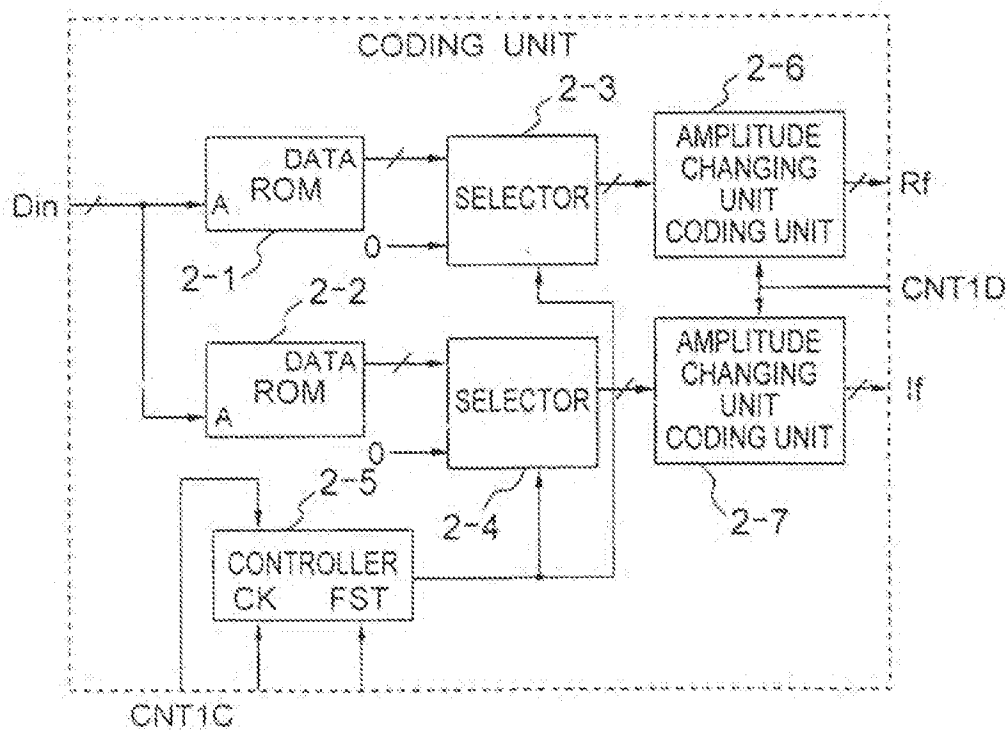 CODING UNIT
2-3
2-6
DATA
ROM
A
SELECTOR
AMPLITUDE
CHANGING
UNIT
CODING UNIT
Din
Rf
0
2-1
2-2
CNT1D
DATA
ROM
A
SELECTOR
AMPLITUDE
CHANGING
UNIT
CODING UNIT
If
0
2-5
2-4
2-7
CONTROLLER
CK FST
CNT1C